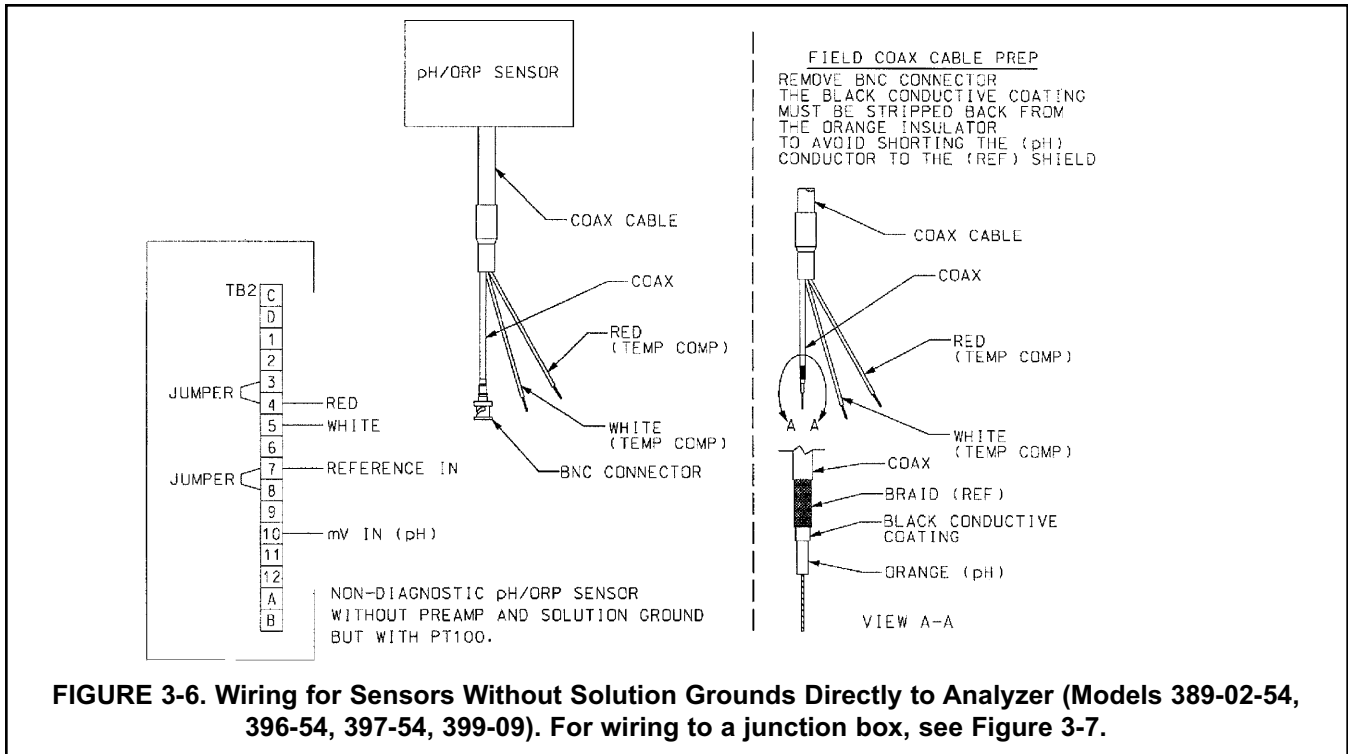 pH/ORP SENSOR
COAX CABLE
COAX
RED
(TEMP COMP)
WHITE
(TEMP COMP)
BNC CONNECTOR
TB2
C
D
1
2
3
4
5
6
7
8
9
10
11
12
A
B
JUMPER
RED
WHITE
JUMPER
REFERENCE IN
mV IN (pH)
NON-DIAGNOSTIC pH/ORP SENSOR
WITHOUT PREAMP AND SOLUTION GROUND
BUT WITH PT100.
FIELD COAX CABLE PREP
REMOVE BNC CONNECTOR
THE BLACK CONDUCTIVE COATING
MUST BE STRIPPED BACK FROM
THE ORANGE INSULATOR
TO AVOID SHORTING THE (pH)
CONDUCTOR TO THE (REF) SHIELD
COAX CABLE
COAX
RED
(TEMP COMP)
A A
WHITE
(TEMP COMP)
COAX
BRAID (REF)
BLACK CONDUCTIVE
COATING
ORANGE (pH)
VIEW A-A
FIGURE 3-6. Wiring for Sensors Without Solution Grounds Directly to Analyzer (Models 389-02-54,
396-54, 397-54, 399-09). For wiring to a junction box, see Figure 3-7.